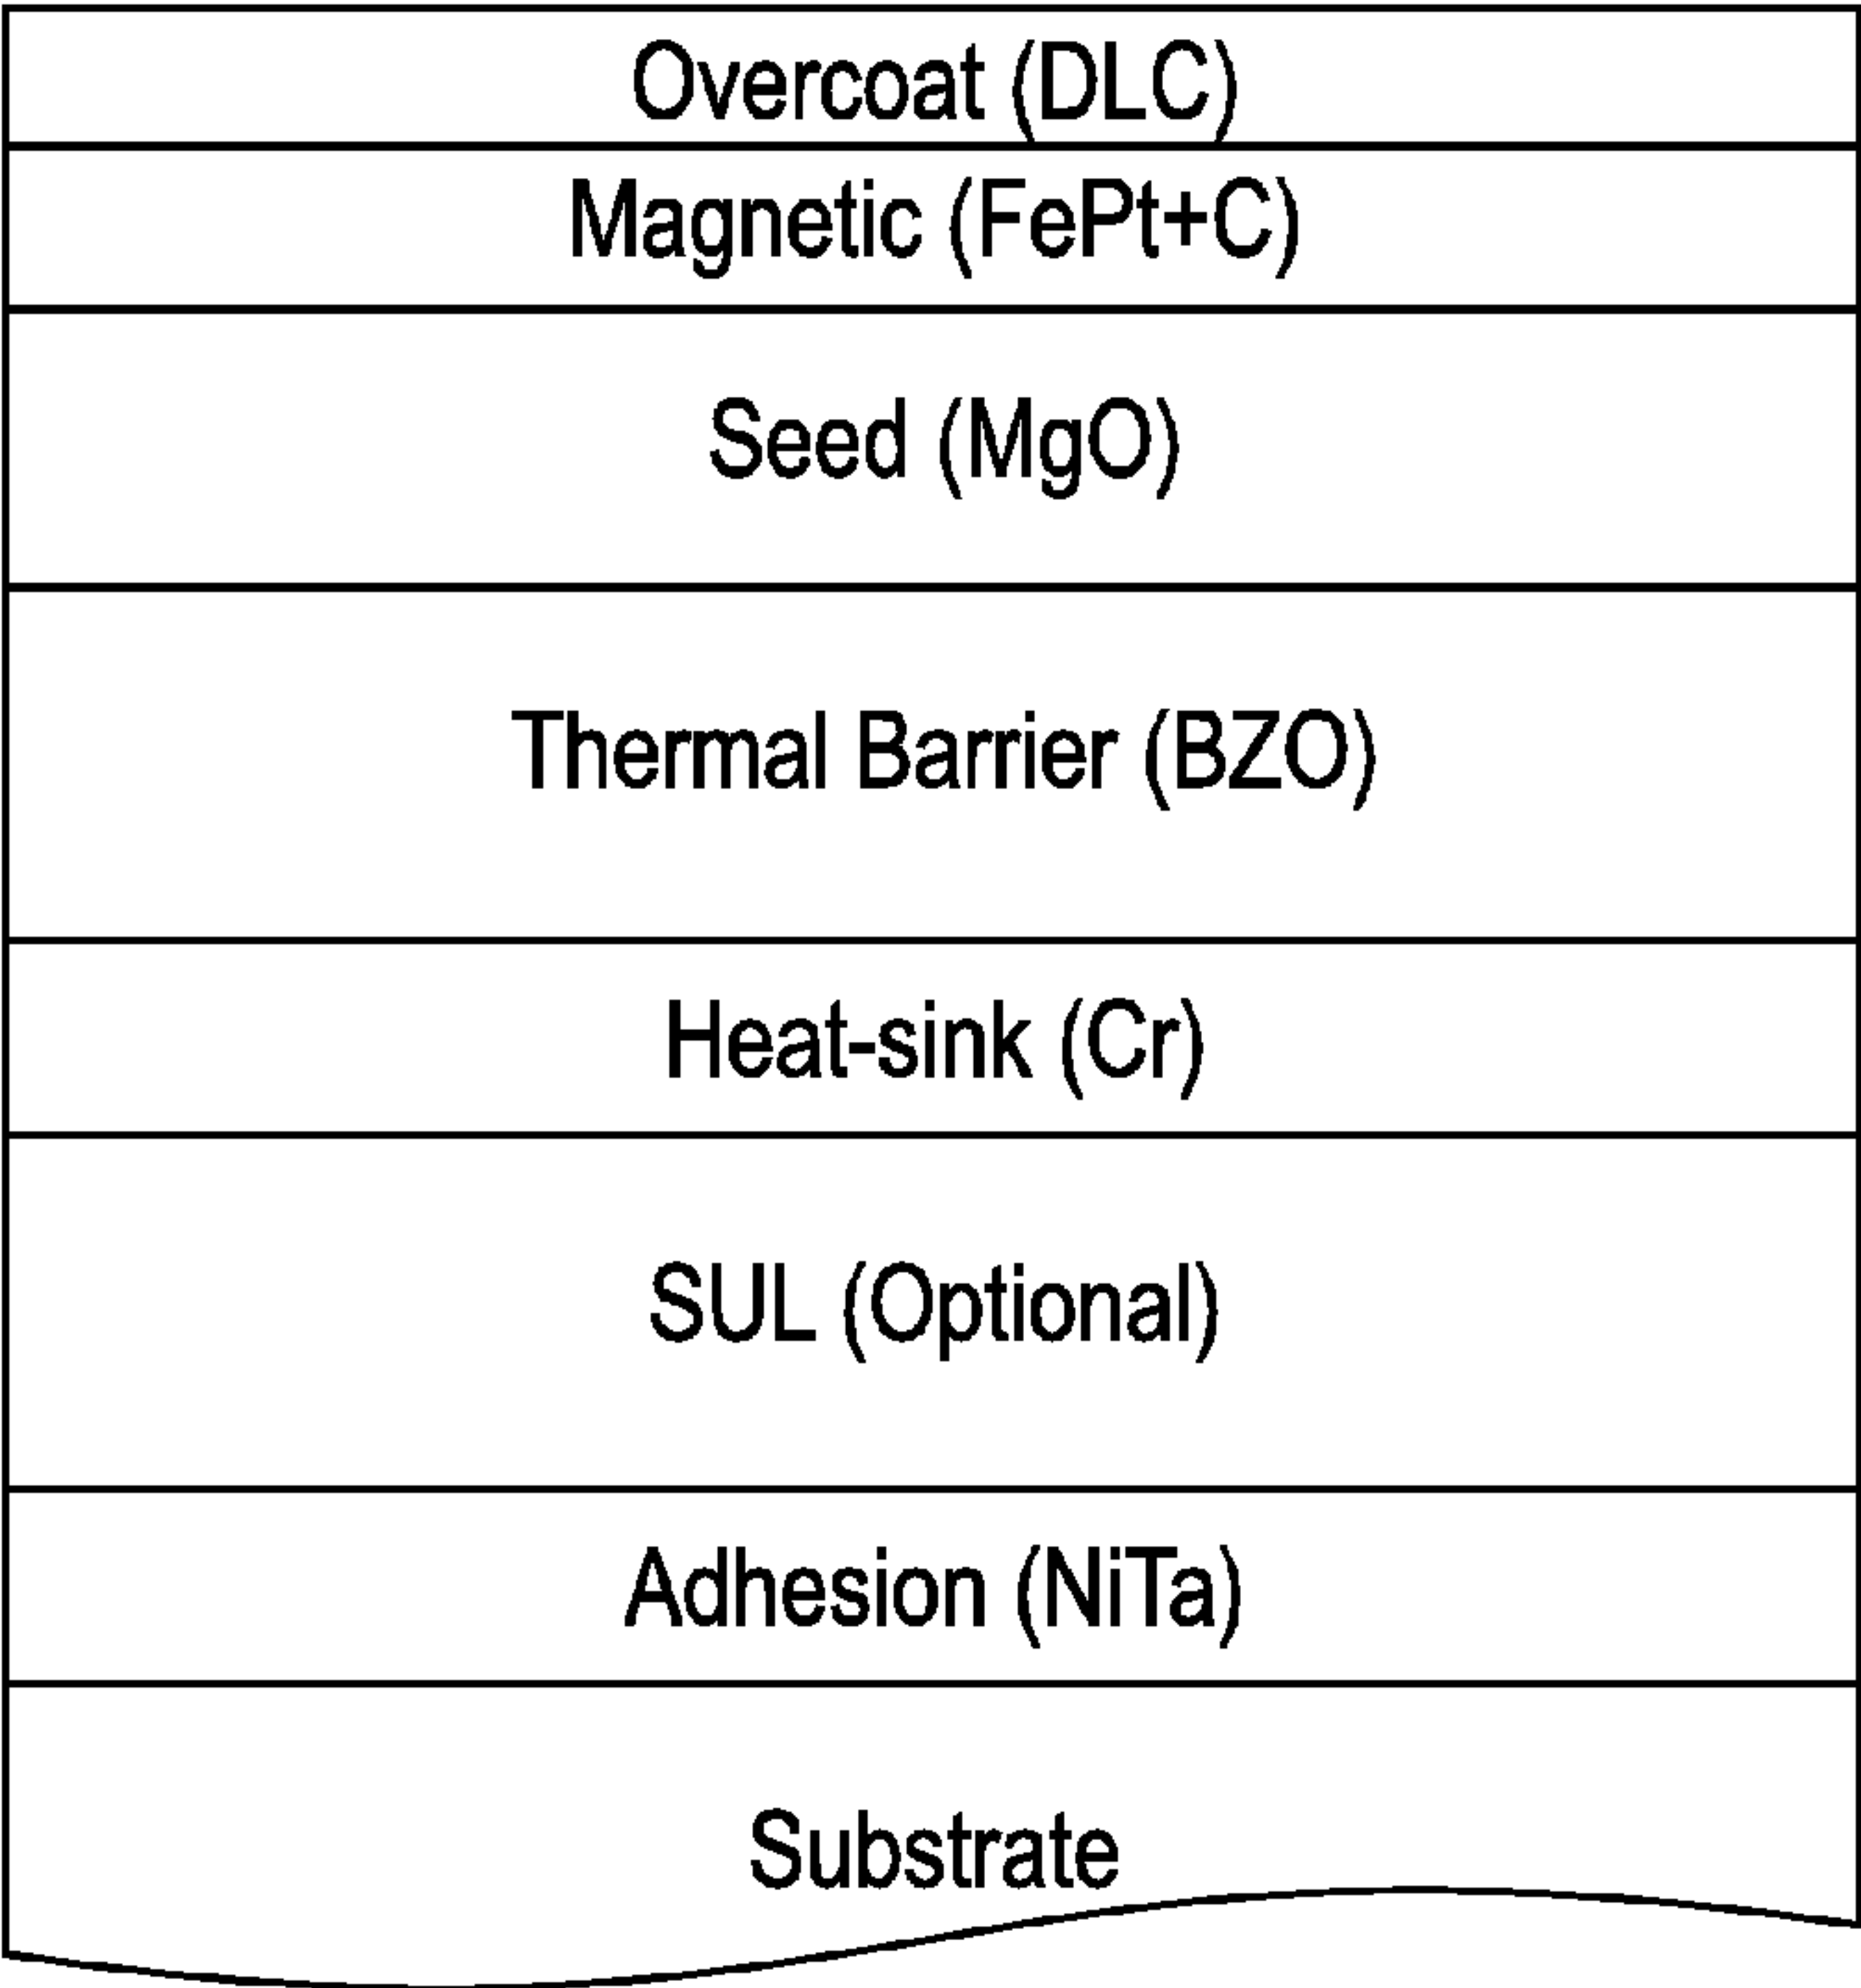 Overcoat (DLC)
Magnetic (FePt+C)
Seed (MgO)
Thermal Barrier (BZO)
Heat-sink (Cr)
SUL (Optional)
Adhesion (NiTa)
Substrate